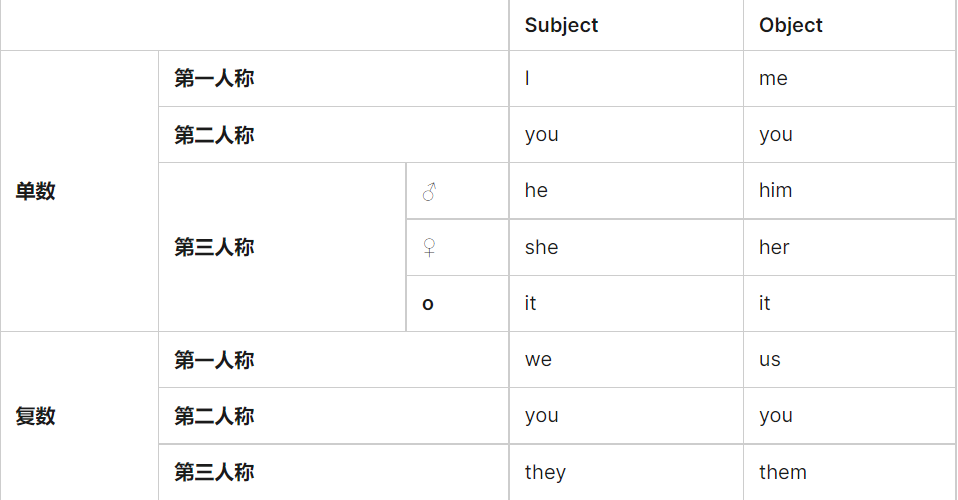 Subject Object
第一人称 I me
第二人称 you you
单数 第三人称 ♂ he him
♀ she her
o it it
复数 第一人称 we us
第二人称 you you
第三人称 they them